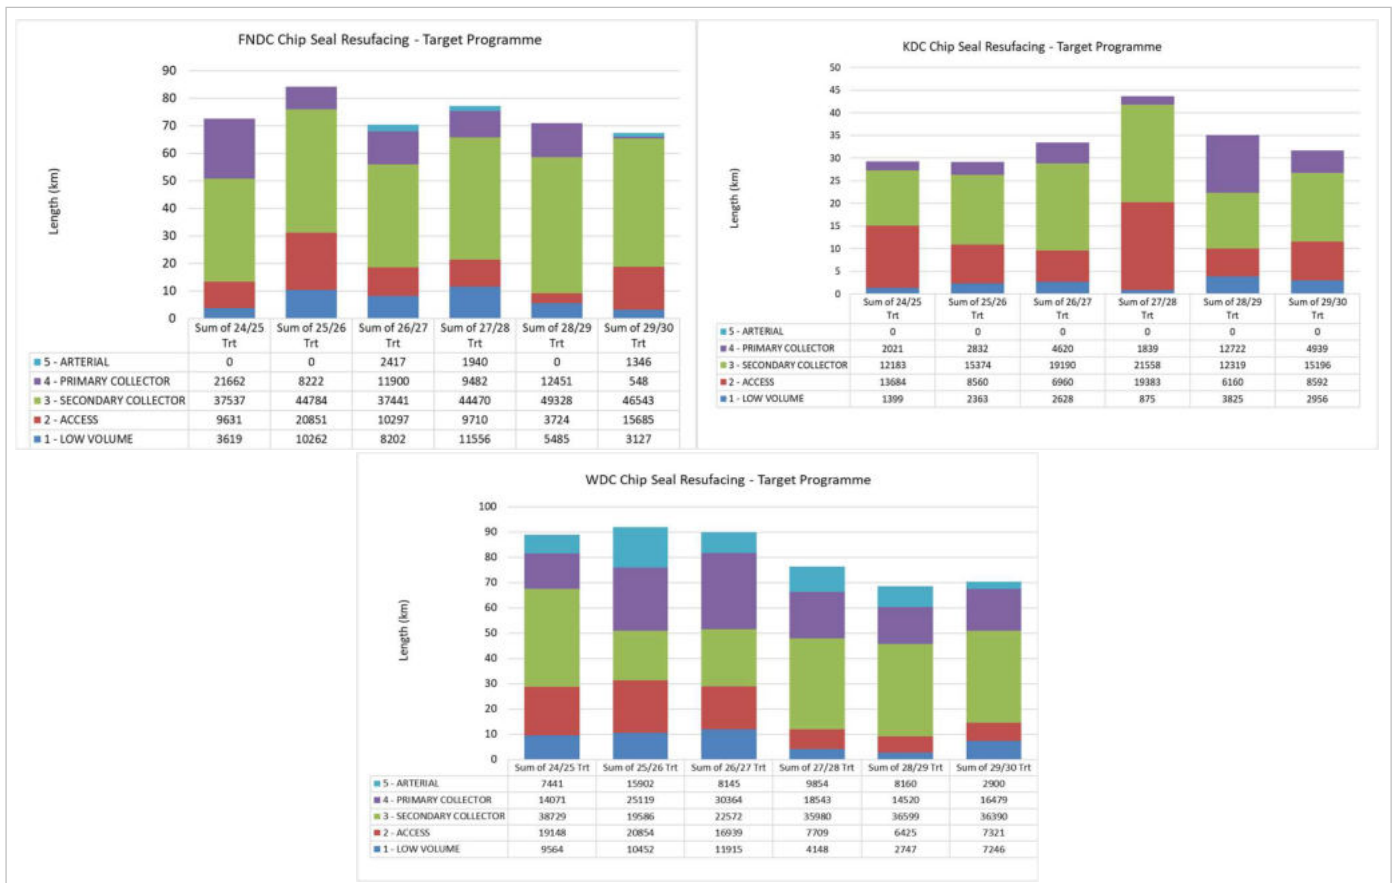 FNDC Chip Seal Resufacing - Target Programme
Length (km)
90
80
70
60
50
40
30
20
10
0
Sum of 24/25 Trt Sum of 25/26 Trt Sum of 26/27 Trt Sum of 27/28 Trt Sum of 28/29 Trt Sum of 29/30 Trt
5 - ARTERIAL 0 0 2417 1940 0 1346
4 - PRIMARY COLLECTOR 21662 8222 11900 9482 12451 548
3 - SECONDARY COLLECTOR 37537 44784 37441 44470 49328 46543
2 - ACCESS 9631 20851 10297 9710 3724 15685
1 - LOW VOLUME 3619 10262 8202 11556 5485 3127
KDC Chip Seal Resufacing - Target Programme
Length (km)
50
45
40
35
30
25
20
15
10
5
0
Sum of 24/25 Trt Sum of 25/26 Trt Sum of 26/27 Trt Sum of 27/28 Trt Sum of 28/29 Trt Sum of 29/30 Trt
5 - ARTERIAL 0 0 0 0 0 0
4 - PRIMARY COLLECTOR 2021 2832 4620 1839 12722 4939
3 - SECONDARY COLLECTOR 12183 15374 19190 21558 12319 15196
2 - ACCESS 13684 8560 6960 19383 6160 8592
1 - LOW VOLUME 1399 2363 2628 875 3825 2956
WDC Chip Seal Resufacing - Target Programme
Length (km)
100
90
80
70
60
50
40
30
20
10
0
Sum of 24/25 Trt Sum of 25/26 Trt Sum of 26/27 Trt Sum of 27/28 Trt Sum of 28/29 Trt Sum of 29/30 Trt
5 - ARTERIAL 7441 15902 8145 9854 8160 2900
4 - PRIMARY COLLECTOR 14071 25119 30364 18543 14520 16479
3 - SECONDARY COLLECTOR 38729 19586 22572 35980 36599 36390
2 - ACCESS 19148 20854 16939 7709 6425 7321
1 - LOW VOLUME 9564 10452 11915 4148 2747 7246